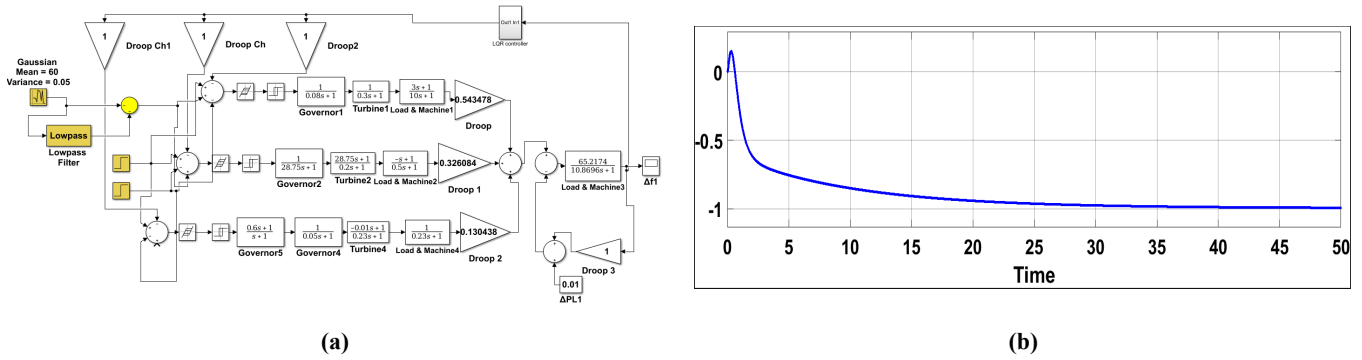 1
Droop Ch1
1
Droop Ch
1
Droop2
Out1 In1
LQR controller
Gaussian
Mean = 60
Variance = 0.05
Lowpass
Lowpass
Filter
1
0.08s+1
Governor1
1
0.3s+1
Turbine1
3s+1
10s+1
Load & Machine1
0.543478
Droop
1
28.75s+1
Governor2
28.75s+1
0.2s+1
Turbine2
-s+1
0.5s+1
Load & Machine2
0.326084
Droop 1
65.2174
10.8696s+1
Load & Machine3
Δf1
0.6s+1
s+1
Governor5
1
0.05s+1
Governor4
-0.01s+1
0.23s+1
Turbine4
1
0.23s+1
Load & Machine4
0.130438
Droop 2
1
Droop 3
0.01
ΔPL1
(a)
0
-0.5
-1
0 5 10 15 20 25 30 35 40 45 50
Time
(b)